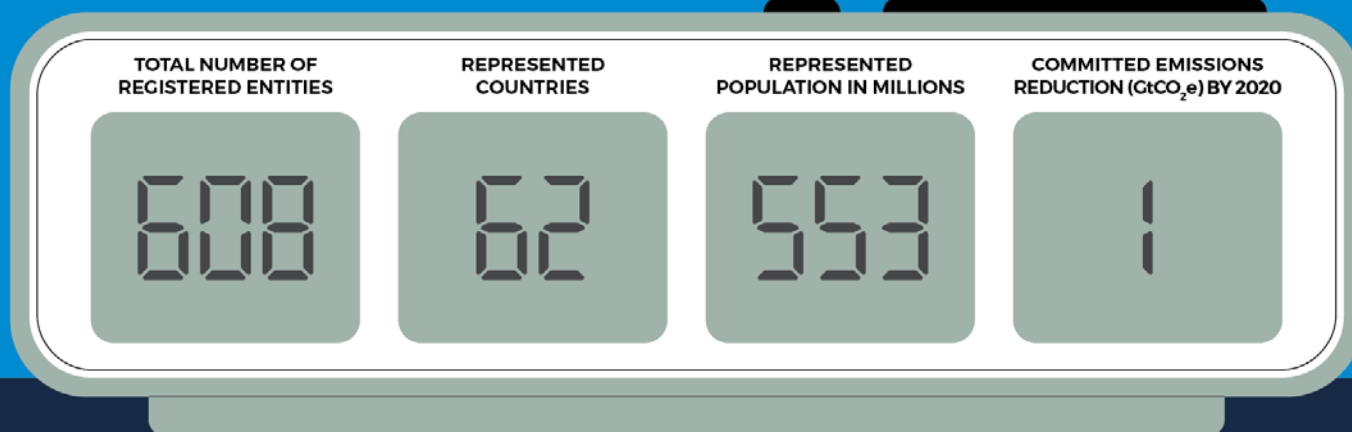 TOTAL NUMBER OF
REGISTERED ENTITIES
608
REPRESENTED
COUNTRIES
62
REPRESENTED
POPULATION IN MILLIONS
553
COMMITTED EMISSIONS
REDUCTION (GtCO₂e) BY 2020
1